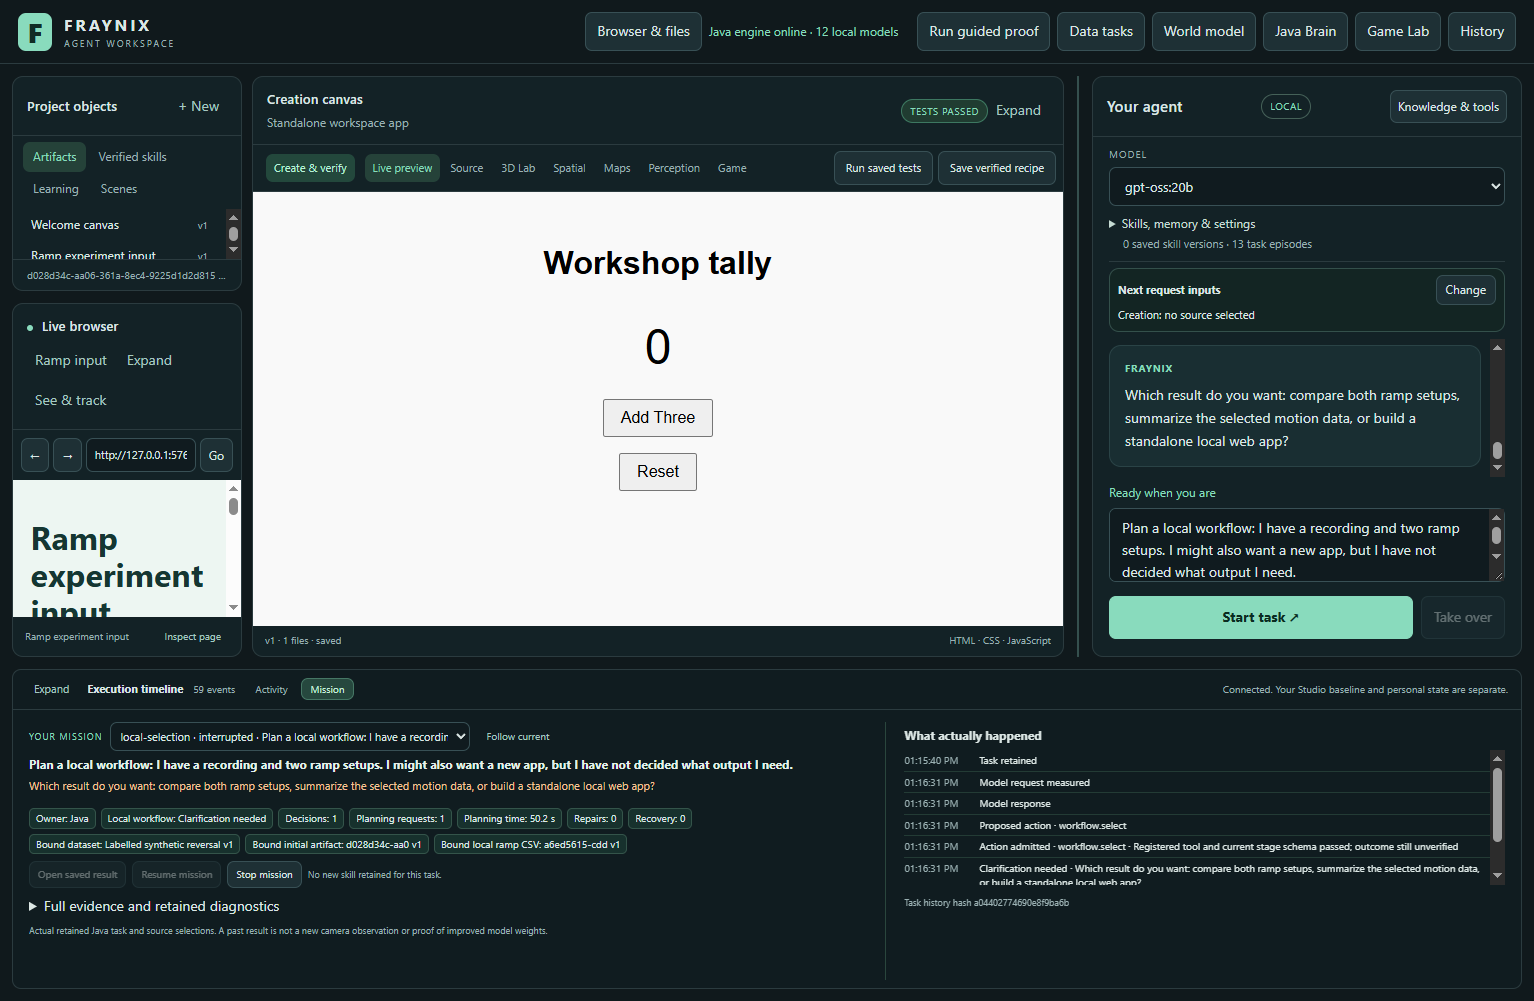 F
FRAYNIX
AGENT WORKSPACE
Browser & files
Java engine online · 12 local models
Run guided proof
Data tasks
World model
Java Brain
Game Lab
History
Project objects
+ New
Artifacts
Verified skills
Learning
Scenes
Welcome canvas
v1
Ramp experiment input
v1
d028d34c-aa06-361a-8ec4-9225d1d2d815 ...
Live browser
Ramp input
Expand
See & track
←
→
http://127.0.0.1:576
Go
Ramp
experiment
input
Ramp experiment input
Inspect page
Creation canvas
Standalone workspace app
TESTS PASSED
Expand
Create & verify
Live preview
Source
3D Lab
Spatial
Maps
Perception
Game
Run saved tests
Save verified recipe
Workshop tally
0
Add Three
Reset
v1 · 1 files · saved
HTML · CSS · JavaScript
Your agent
LOCAL
Knowledge & tools
MODEL
gpt-oss:20b
Skills, memory & settings
0 saved skill versions · 13 task episodes
Next request inputs
Change
Creation: no source selected
FRAYNIX
Which result do you want: compare both ramp setups,
summarize the selected motion data, or build a
standalone local web app?
Ready when you are
Plan a local workflow: I have a recording and two ramp
setups. I might also want a new app, but I have not
decided what output I need.
Start task ↗
Take over
Expand
Execution timeline
59 events
Activity
Mission
Connected. Your Studio baseline and personal state are separate.
YOUR MISSION
local-selection · interrupted · Plan a local workflow: I have a recordir
Follow current
Plan a local workflow: I have a recording and two ramp setups. I might also want a new app, but I have not decided what output I need.
Which result do you want: compare both ramp setups, summarize the selected motion data, or build a standalone local web app?
Owner: Java
Local workflow: Clarification needed
Decisions: 1
Planning requests: 1
Planning time: 50.2 s
Repairs: 0
Recovery: 0
Bound dataset: Labelled synthetic reversal v1
Bound initial artifact: d028d34c-aa0 v1
Bound local ramp CSV: a6ed5615-cdd v1
Open saved result
Resume mission
Stop mission
No new skill retained for this task.
Full evidence and retained diagnostics
Actual retained Java task and source selections. A past result is not a new camera observation or proof of improved model weights.
What actually happened
01:15:40 PM Task retained
01:16:31 PM Model request measured
01:16:31 PM Model response
01:16:31 PM Proposed action · workflow.select
01:16:31 PM Action admitted · workflow.select · Registered tool and current stage schema passed; outcome still unverified
01:16:31 PM Clarification needed · Which result do you want: compare both ramp setups, summarize the selected motion data,
or build a standalone local web app?
Task history hash a04402774690e8f9ba6b